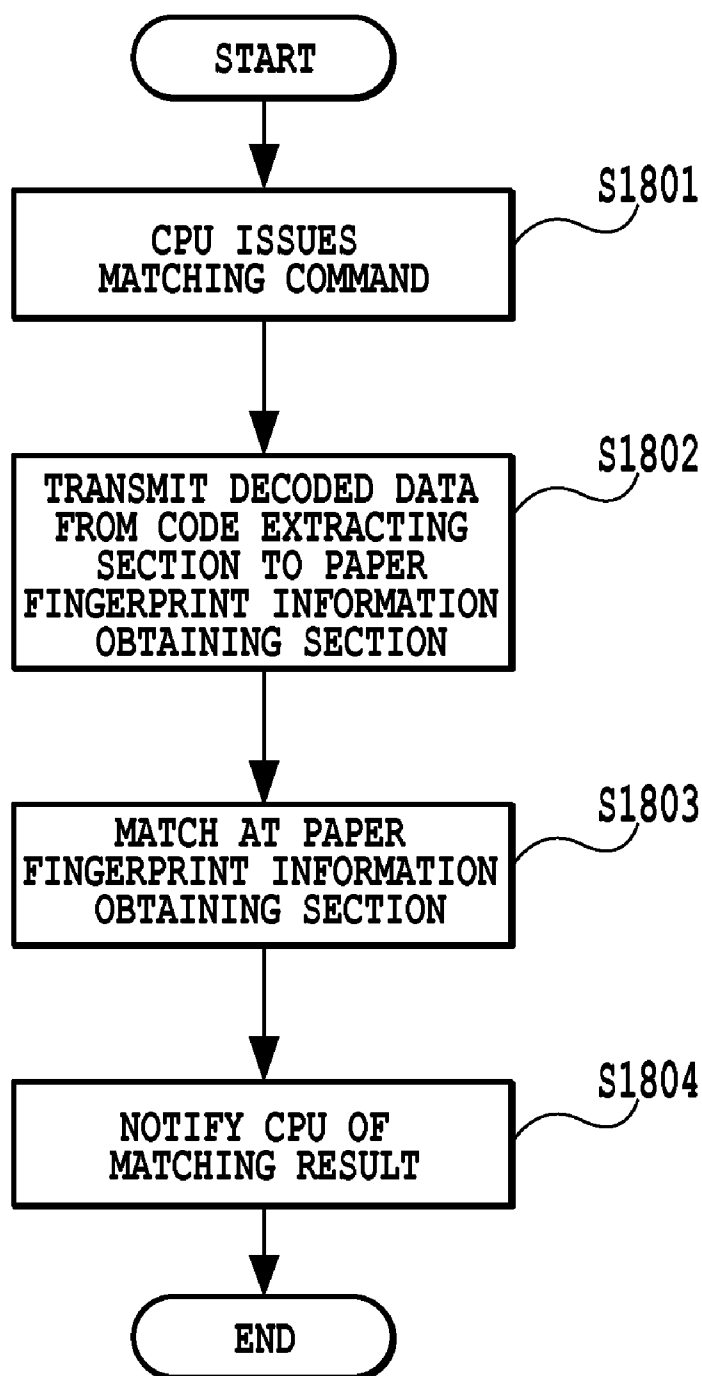 START
S1801
CPU ISSUES
MATCHING COMMAND
S1802
TRANSMIT DECODED DATA
FROM CODE EXTRACTING
SECTION TO PAPER
FINGERPRINT INFORMATION
OBTAINING SECTION
S1803
MATCH AT PAPER
FINGERPRINT INFORMATION
OBTAINING SECTION
S1804
NOTIFY CPU OF
MATCHING RESULT
END